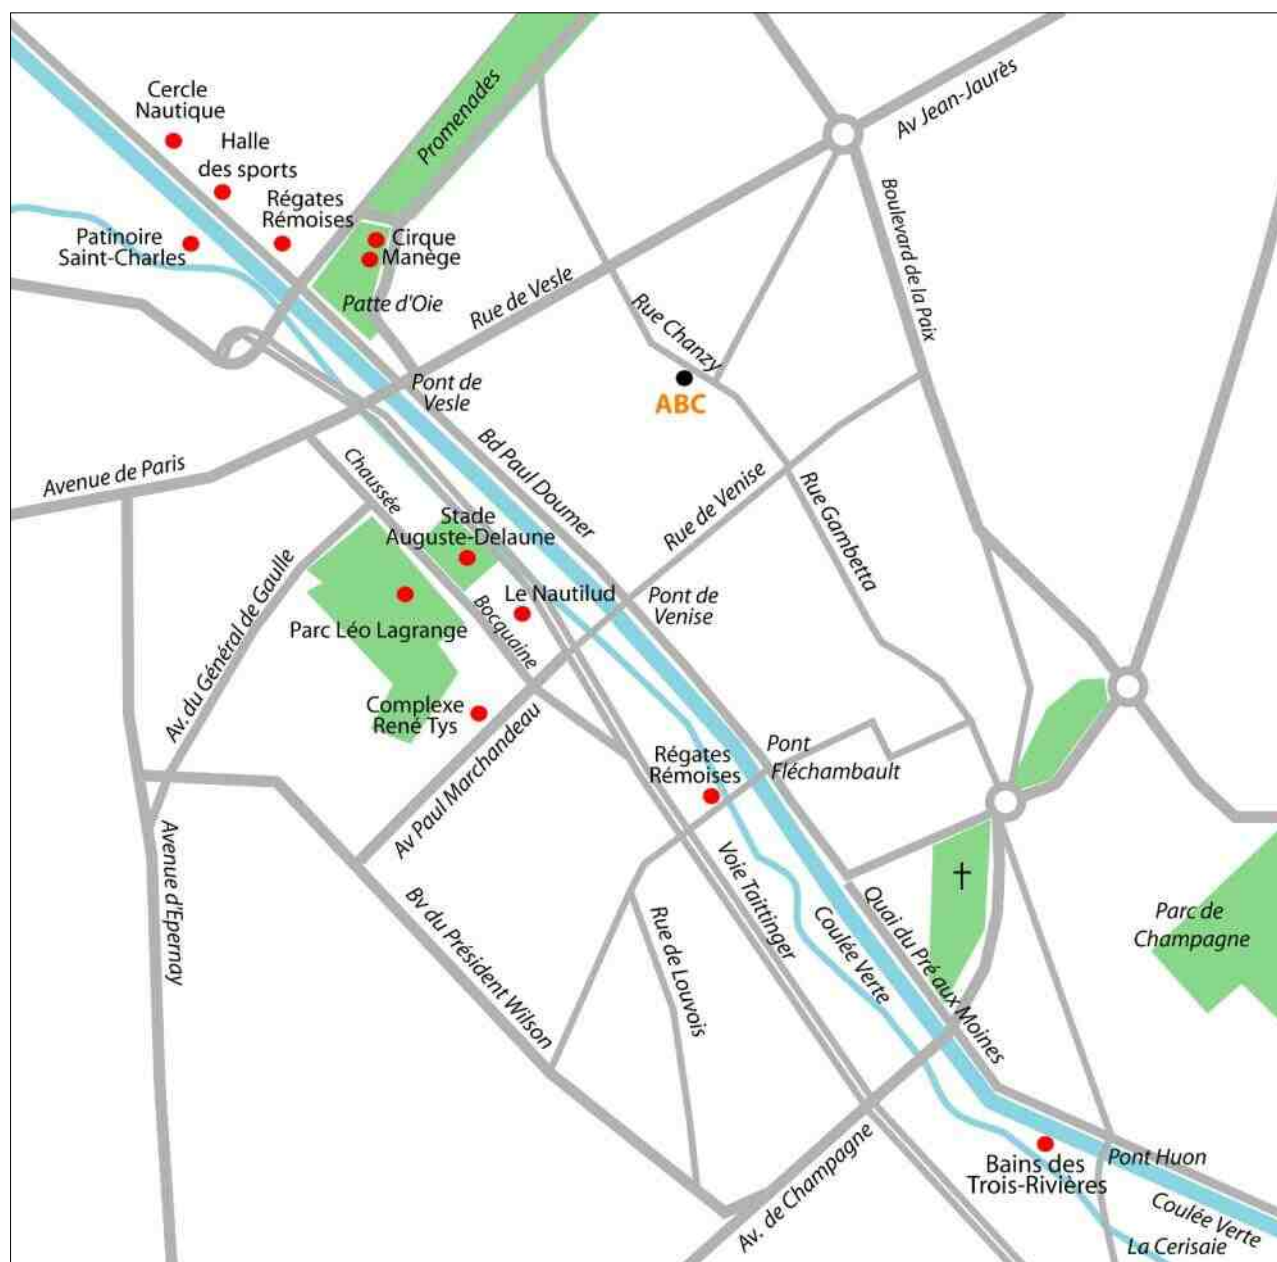 Cercle
Nautique
Halle
des sports
Régates
Rémoises
Patinoire
Saint-Charles
Promenades
Cirque
Manège
Patte d'Oie
Av Jean-Jaurès
Boulevard de la Paix
Rue de Vesle
Rue Chanzy
ABC
Pont de
Vesle
Avenue de Paris
Chaussée
Bocquaine
Bd Paul Doumer
Rue de Venise
Rue Gambetta
Stade
Auguste-Delaune
Le Nautilud
Pont de
Venise
Parc Léo Lagrange
Av. du Général de Gaulle
Complexe
René Tys
Av Paul Marchandeau
Régates
Rémoises
Pont
Fléchambault
Avenue d'Epernay
Bv du Président Wilson
Rue de Louvois
Voie Taittinger
Coulée Verte
Quai du Pré aux Moines
Parc de
Champagne
Av. de Champagne
Bains des
Trois-Rivières
Pont Huon
Coulée Verte
La Cerisaie